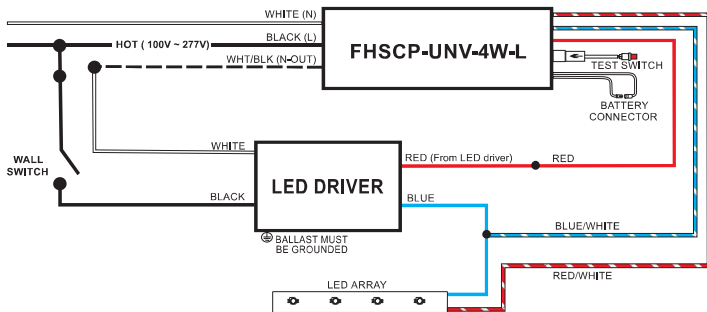 WHITE (N)
BLACK (L)
HOT ( 100V ~ 277V)
WHT/BLK (N-OUT)
FHSCP-UNV-4W-L
TEST SWITCH
BATTERY
CONNECTOR
WHITE
RED (From LED driver)
RED
WALL
SWITCH
LED DRIVER
BLACK
BLUE
BLUE/WHITE
BALLAST MUST
BE GROUNDED
RED/WHITE
LED ARRAY